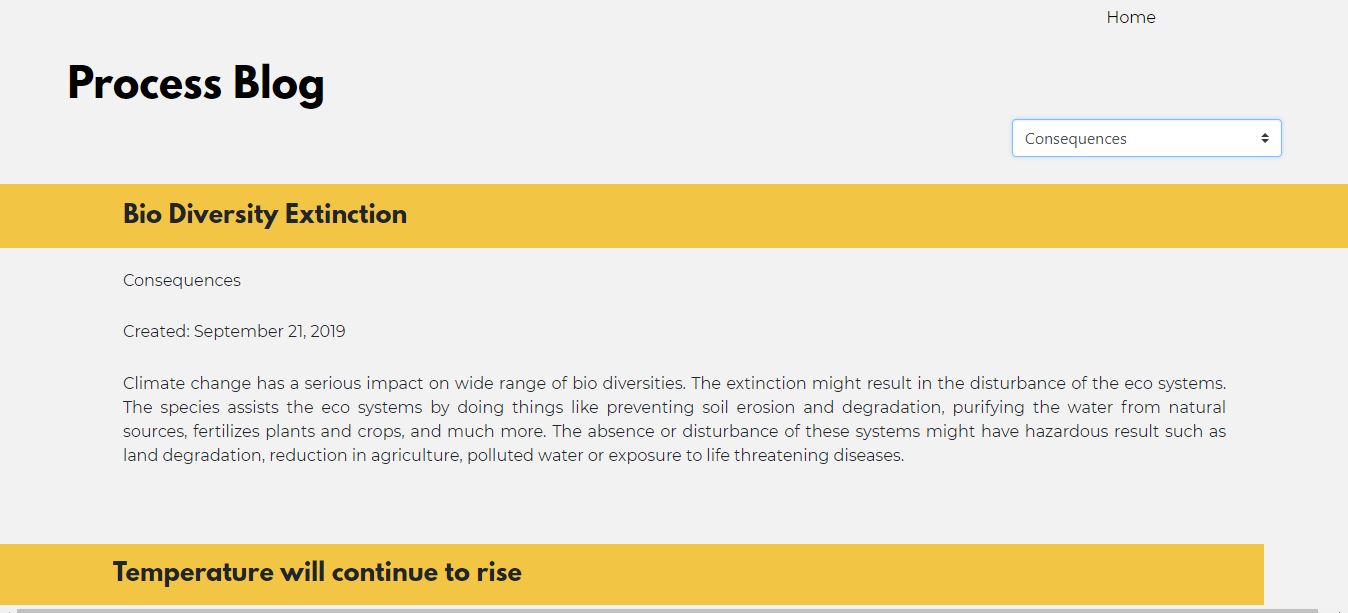 Home
Process Blog
Consequences
Bio Diversity Extinction
Consequences
Created: September 21, 2019
Climate change has a serious impact on wide range of bio diversities. The extinction might result in the disturbance of the eco systems.
The species assists the eco systems by doing things like preventing soil erosion and degradation, purifying the water from natural
sources, fertilizes plants and crops, and much more. The absence or disturbance of these systems might have hazardous result such as
land degradation, reduction in agriculture, polluted water or exposure to life threatening diseases.
Temperature will continue to rise